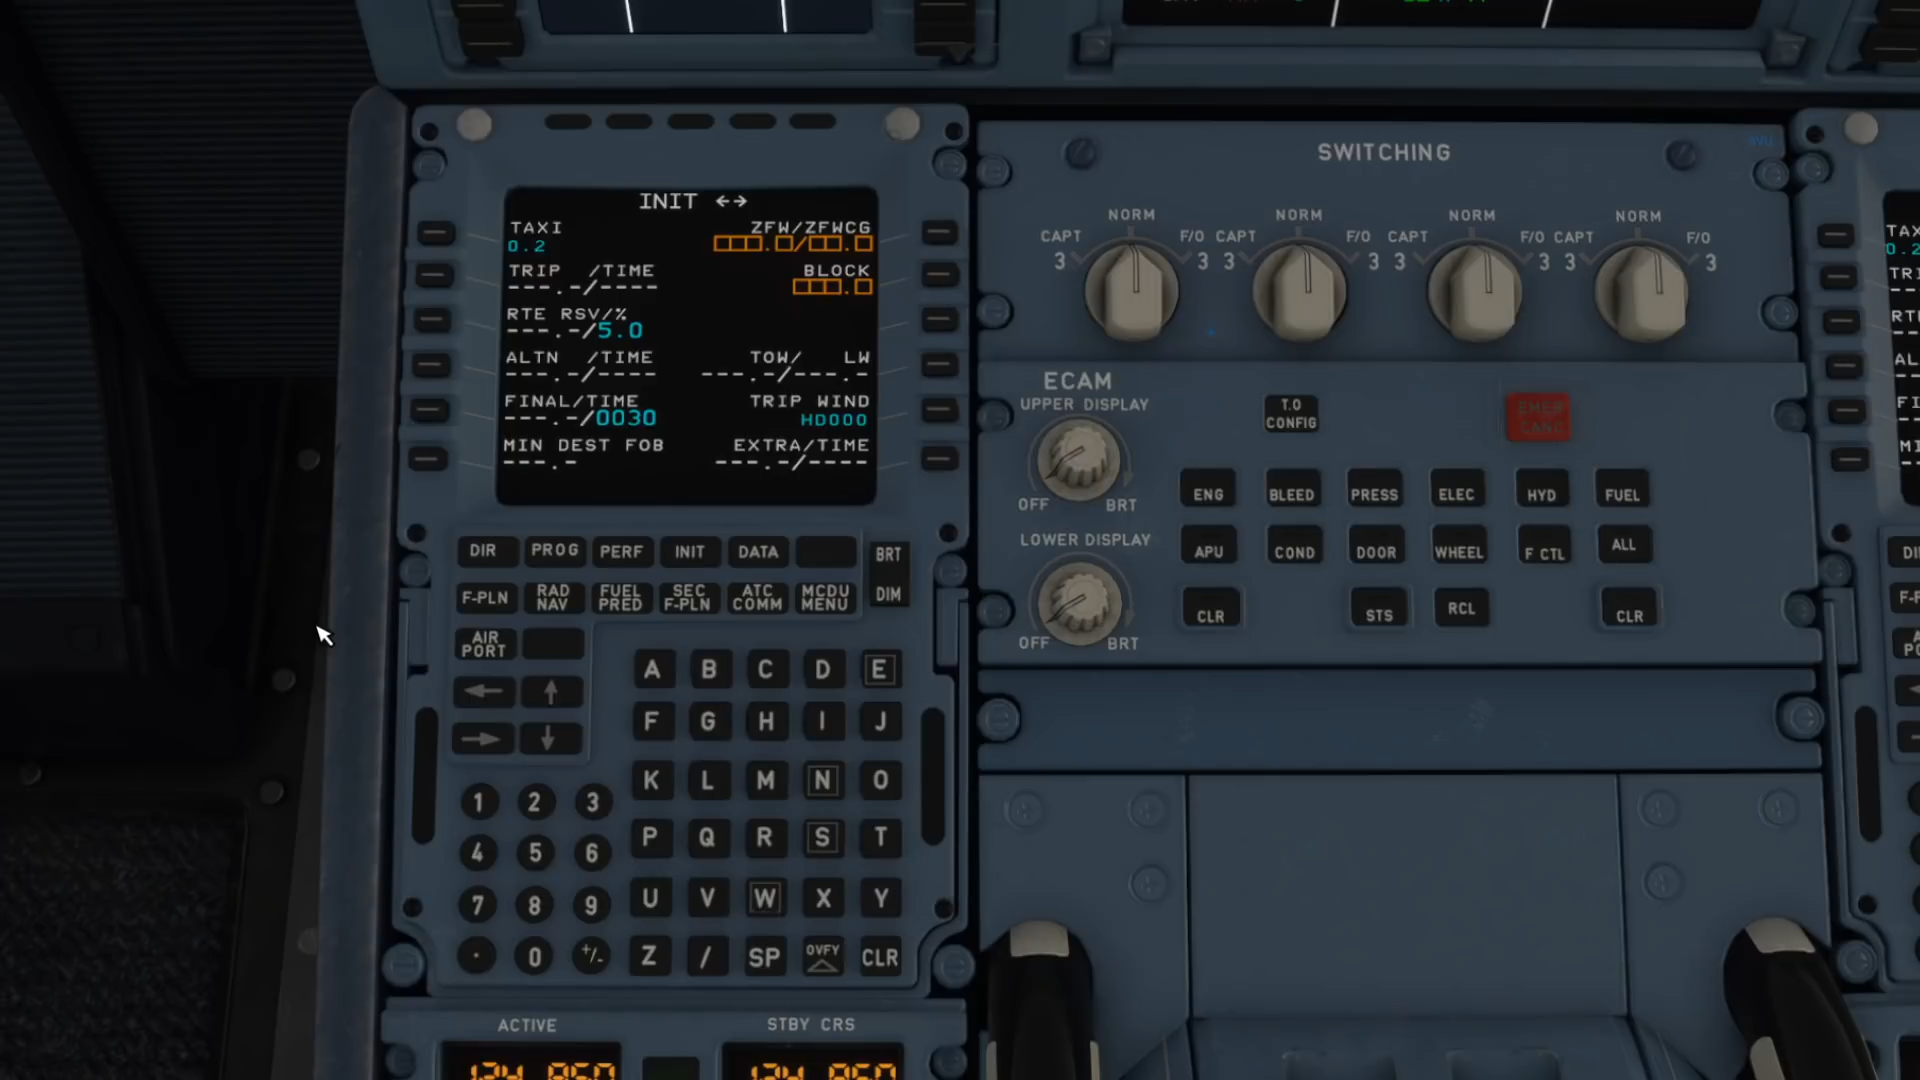 INIT ↔
TAXI ZFW/ZFWCG
0.2 □□□.□/□□.□
TRIP /TIME BLOCK
---.-/---- □□□.□
RTE RSV/%
---.-/5.0
ALTN /TIME TOW/ LW
---.-/---- ---.-/---.-
FINAL/TIME TRIP WIND
---.-/0030 HD000
MIN DEST FOB EXTRA/TIME
---.- ---.-/----
DIR PROG PERF INIT DATA BRT
F-PLN RAD NAV FUEL PRED SEC F-PLN ATC COMM MCDU MENU DIM
AIR PORT
← ↑
→ ↓
A B C D E
F G H I J
K L M N O
P Q R S T
U V W X Y
Z / SP OVFY △ CLR
1 2 3
4 5 6
7 8 9
. 0 +/-
ACTIVE STBY CRS
SWITCHING
NORM NORM NORM NORM
CAPT F/O CAPT F/O CAPT F/O CAPT F/O
3 3 3 3 3 3 3 3
ECAM
UPPER DISPLAY
OFF BRT
LOWER DISPLAY
OFF BRT
T.O CONFIG EMER CANC
ENG BLEED PRESS ELEC HYD FUEL
APU COND DOOR WHEEL F CTL ALL
CLR STS RCL CLR
0.2